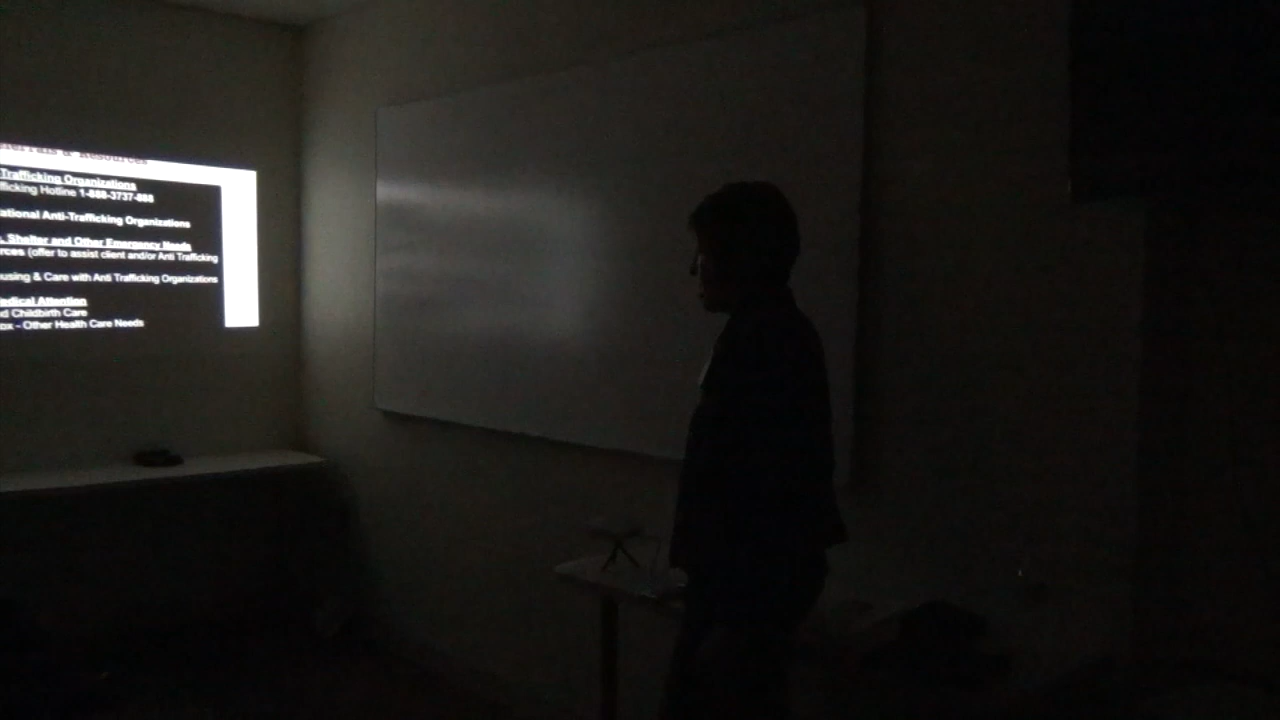 eferrals & Resources
Trafficking Organizations
fficking Hotline 1-888-3737-888
ational Anti-Trafficking Organizations
, Shelter and Other Emergency Needs
rces (offer to assist client and/or Anti Trafficking
using & Care with Anti Trafficking Organizations
edical Attention
d Childbirth Care
ox - Other Health Care Needs